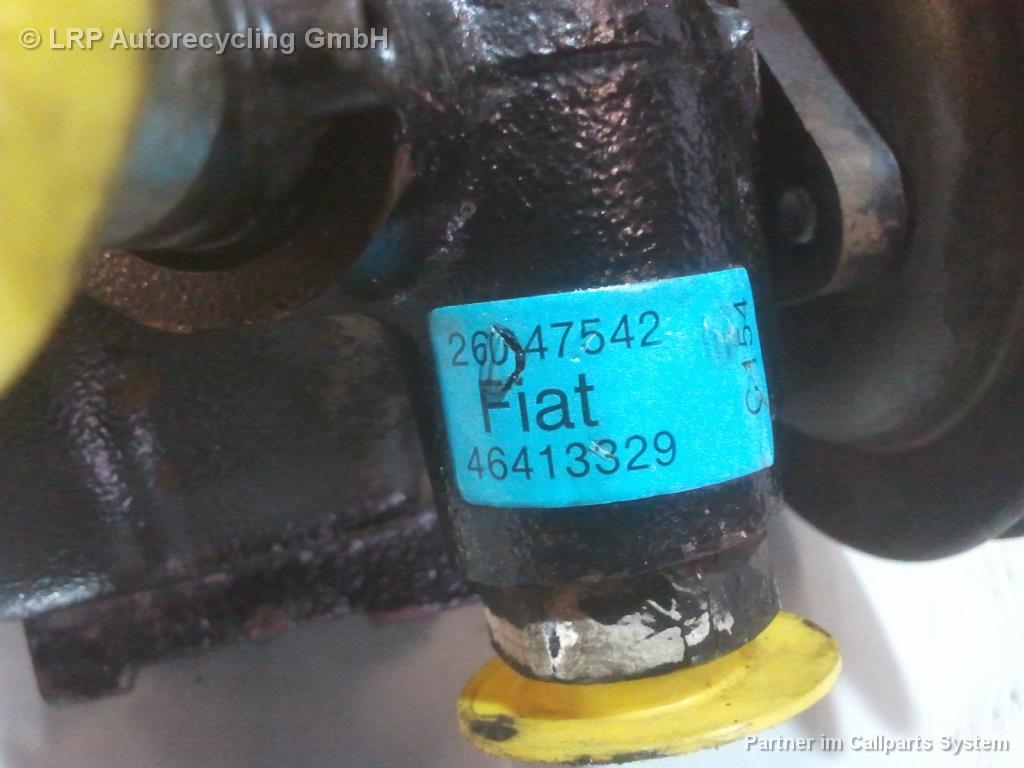 © LRP Autorecycling GmbH
26047542
Fiat
46413329
C154
Partner im Callparts System